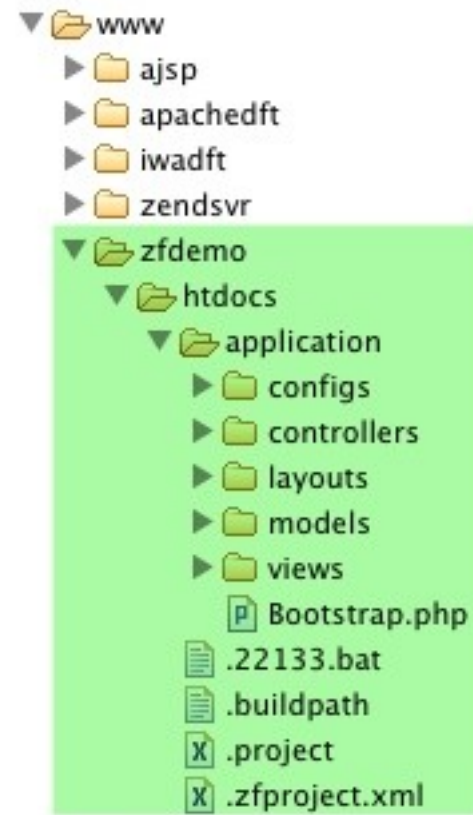 www
ajsp
apachedft
iwadft
zendsvr
zfdemo
htdocs
application
configs
controllers
layouts
models
views
Bootstrap.php
.22133.bat
.buildpath
.project
.zfproject.xml